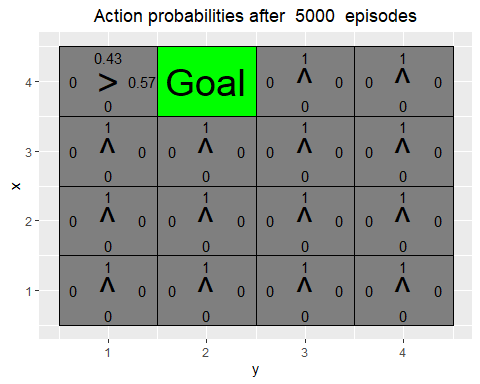 Action probabilities after 5000 episodes
x
4
0.43 1 1
0 > 0.57 Goal 0 ^ 0 0 ^ 0
0 0 0
3
1 1 1 1
0 ^ 0 0 ^ 0 0 ^ 0 0 ^ 0
0 0 0 0
2
1 1 1 1
0 ^ 0 0 ^ 0 0 ^ 0 0 ^ 0
0 0 0 0
1
1 1 1 1
0 ^ 0 0 ^ 0 0 ^ 0 0 ^ 0
0 0 0 0
1 2 3 4
y